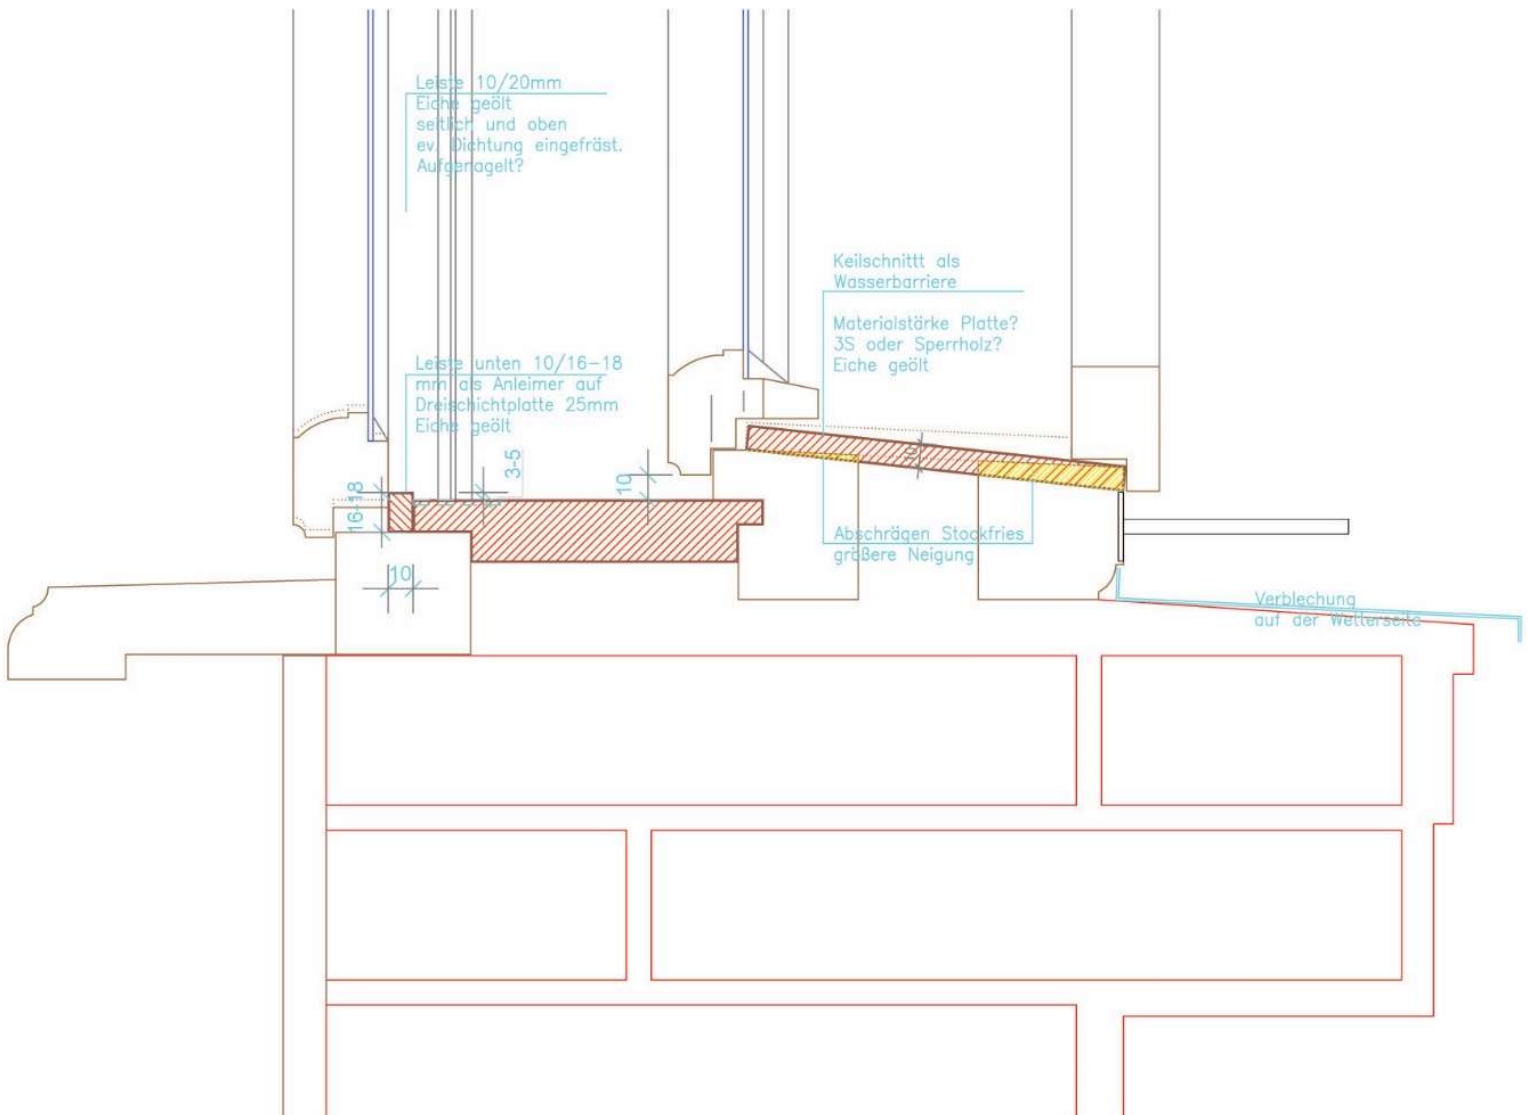 Leiste 10/20mm
Eiche geölt
seitlich und oben
ev. Dichtung eingefräst.
Aufgenagelt?
Keilschnittt als
Wasserbarriere
Materialstärke Platte?
3S oder Sperrholz?
Eiche geölt
Leiste unten 10/16-18
mm als Anleimer auf
Dreischichtplatte 25mm
Eiche geölt
3-5
10
10
16-18
10
Abschrägen Stockfries
größere Neigung
Verblechung
auf der Wetterseite